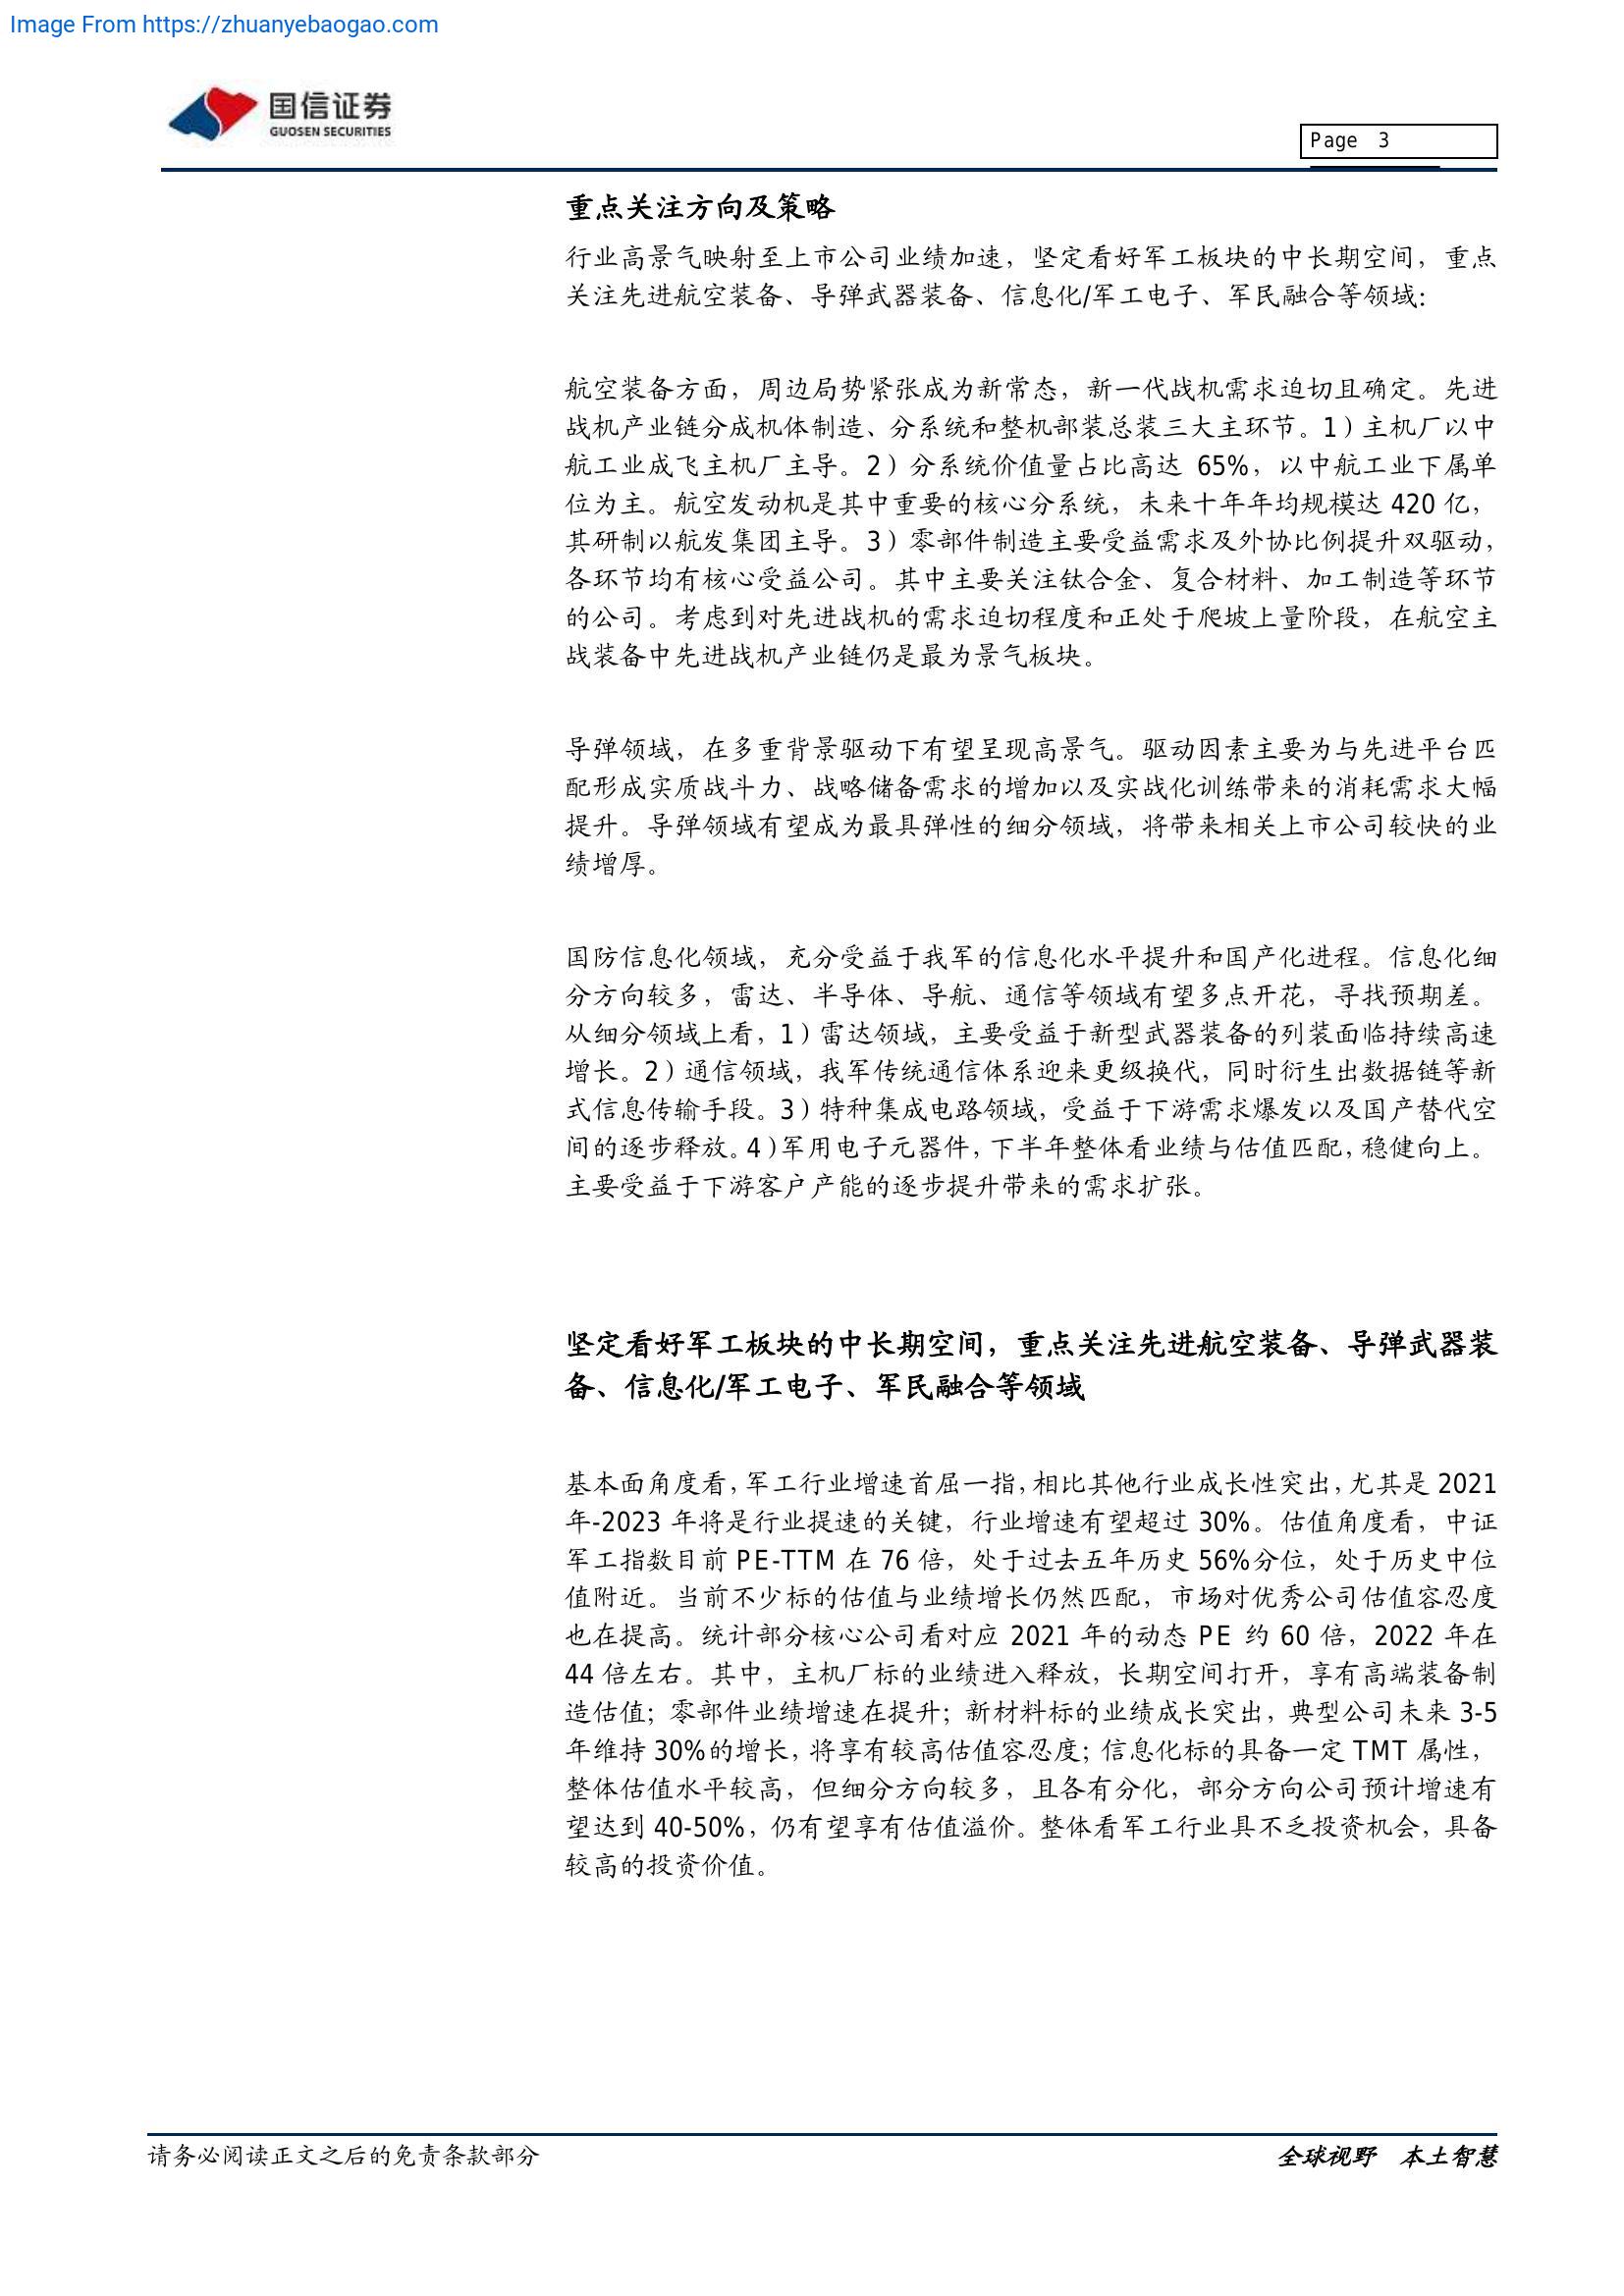 Image From https://zhuanyebaogao.com
国信证券
GUOSEN SECURITIES
Page 3
重点关注方向及策略
行业高景气映射至上市公司业绩加速，坚定看好军工板块的中长期空间，重点
关注先进航空装备、导弹武器装备、信息化/军工电子、军民融合等领域：
航空装备方面，周边局势紧张成为新常态，新一代战机需求迫切且确定。先进
战机产业链分成机体制造、分系统和整机部装总装三大主环节。1）主机厂以中
航工业成飞主机厂主导。2）分系统价值量占比高达 65%，以中航工业下属单
位为主。航空发动机是其中重要的核心分系统，未来十年年均规模达 420 亿，
其研制以航发集团主导。3）零部件制造主要受益需求及外协比例提升双驱动，
各环节均有核心受益公司。其中主要关注钛合金、复合材料、加工制造等环节
的公司。考虑到对先进战机的需求迫切程度和正处于爬坡上量阶段，在航空主
战装备中先进战机产业链仍是最为景气板块。
导弹领域，在多重背景驱动下有望呈现高景气。驱动因素主要为与先进平台匹
配形成实质战斗力、战略储备需求的增加以及实战化训练带来的消耗需求大幅
提升。导弹领域有望成为最具弹性的细分领域，将带来相关上市公司较快的业
绩增厚。
国防信息化领域，充分受益于我军的信息化水平提升和国产化进程。信息化细
分方向较多，雷达、半导体、导航、通信等领域有望多点开花，寻找预期差。
从细分领域上看，1）雷达领域，主要受益于新型武器装备的列装面临持续高速
增长。2）通信领域，我军传统通信体系迎来更级换代，同时衍生出数据链等新
式信息传输手段。3）特种集成电路领域，受益于下游需求爆发以及国产替代空
间的逐步释放。4）军用电子元器件，下半年整体看业绩与估值匹配，稳健向上。
主要受益于下游客户产能的逐步提升带来的需求扩张。
坚定看好军工板块的中长期空间，重点关注先进航空装备、导弹武器装
备、信息化/军工电子、军民融合等领域
基本面角度看，军工行业增速首屈一指，相比其他行业成长性突出，尤其是 2021
年-2023 年将是行业提速的关键，行业增速有望超过 30%。估值角度看，中证
军工指数目前 PE-TTM 在 76 倍，处于过去五年历史 56%分位，处于历史中位
值附近。当前不少标的估值与业绩增长仍然匹配，市场对优秀公司估值容忍度
也在提高。统计部分核心公司看对应 2021 年的动态 PE 约 60 倍，2022 年在
44 倍左右。其中，主机厂标的业绩进入释放，长期空间打开，享有高端装备制
造估值；零部件业绩增速在提升；新材料标的业绩成长突出，典型公司未来 3-5
年维持 30%的增长，将享有较高估值容忍度；信息化标的具备一定 TMT 属性，
整体估值水平较高，但细分方向较多，且各有分化，部分方向公司预计增速有
望达到 40-50%，仍有望享有估值溢价。整体看军工行业具不乏投资机会，具备
较高的投资价值。
请务必阅读正文之后的免责条款部分
全球视野 本土智慧